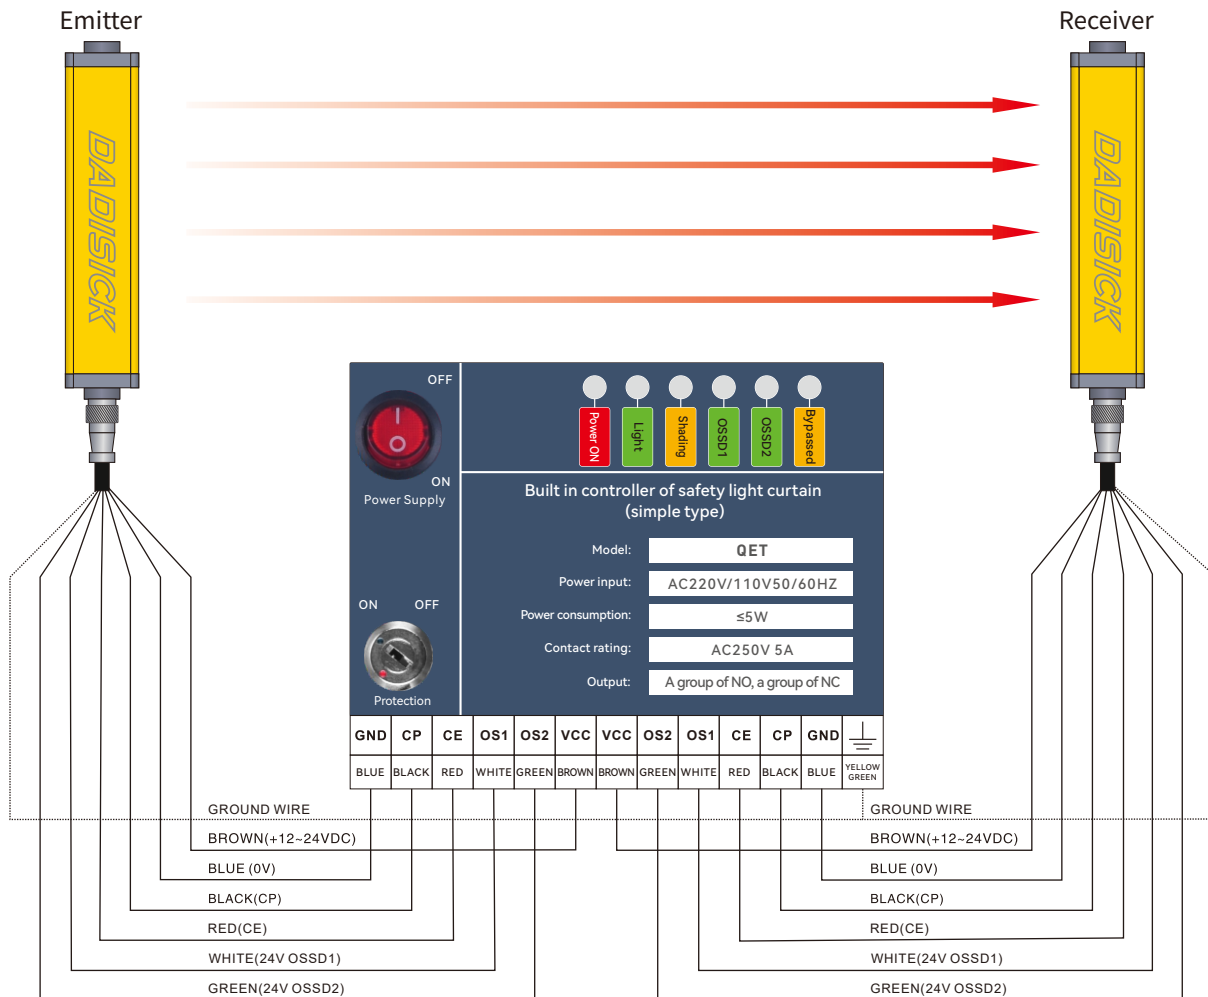 Emitter
Receiver
DADISICK
DADISICK
OFF
ON
Power Supply
ON OFF
Protection
Power ON
Light
Shading
OSSD1
OSSD2
Bypassed
Built in controller of safety light curtain
(simple type)
Model: QET
Power input: AC220V/110V50/60HZ
Power consumption: ≤5W
Contact rating: AC250V 5A
Output: A group of NO, a group of NC
GND CP CE OS1 OS2 VCC VCC OS2 OS1 CE CP GND
BLUE BLACK RED WHITE GREEN BROWN BROWN GREEN WHITE RED BLACK BLUE YELLOW
GREEN
GROUND WIRE
BROWN(+12~24VDC)
BLUE (0V)
BLACK(CP)
RED(CE)
WHITE(24V OSSD1)
GREEN(24V OSSD2)
GROUND WIRE
BROWN(+12~24VDC)
BLUE (0V)
BLACK(CP)
RED(CE)
WHITE(24V OSSD1)
GREEN(24V OSSD2)